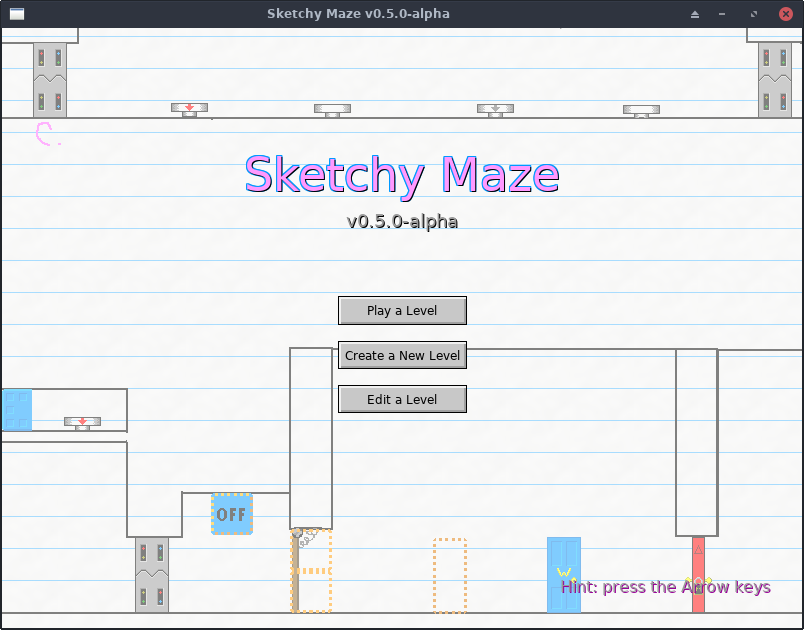 Sketchy Maze v0.5.0-alpha
Sketchy Maze
v0.5.0-alpha
Play a Level
Create a New Level
Edit a Level
OFF
Hint: press the Arrow keys